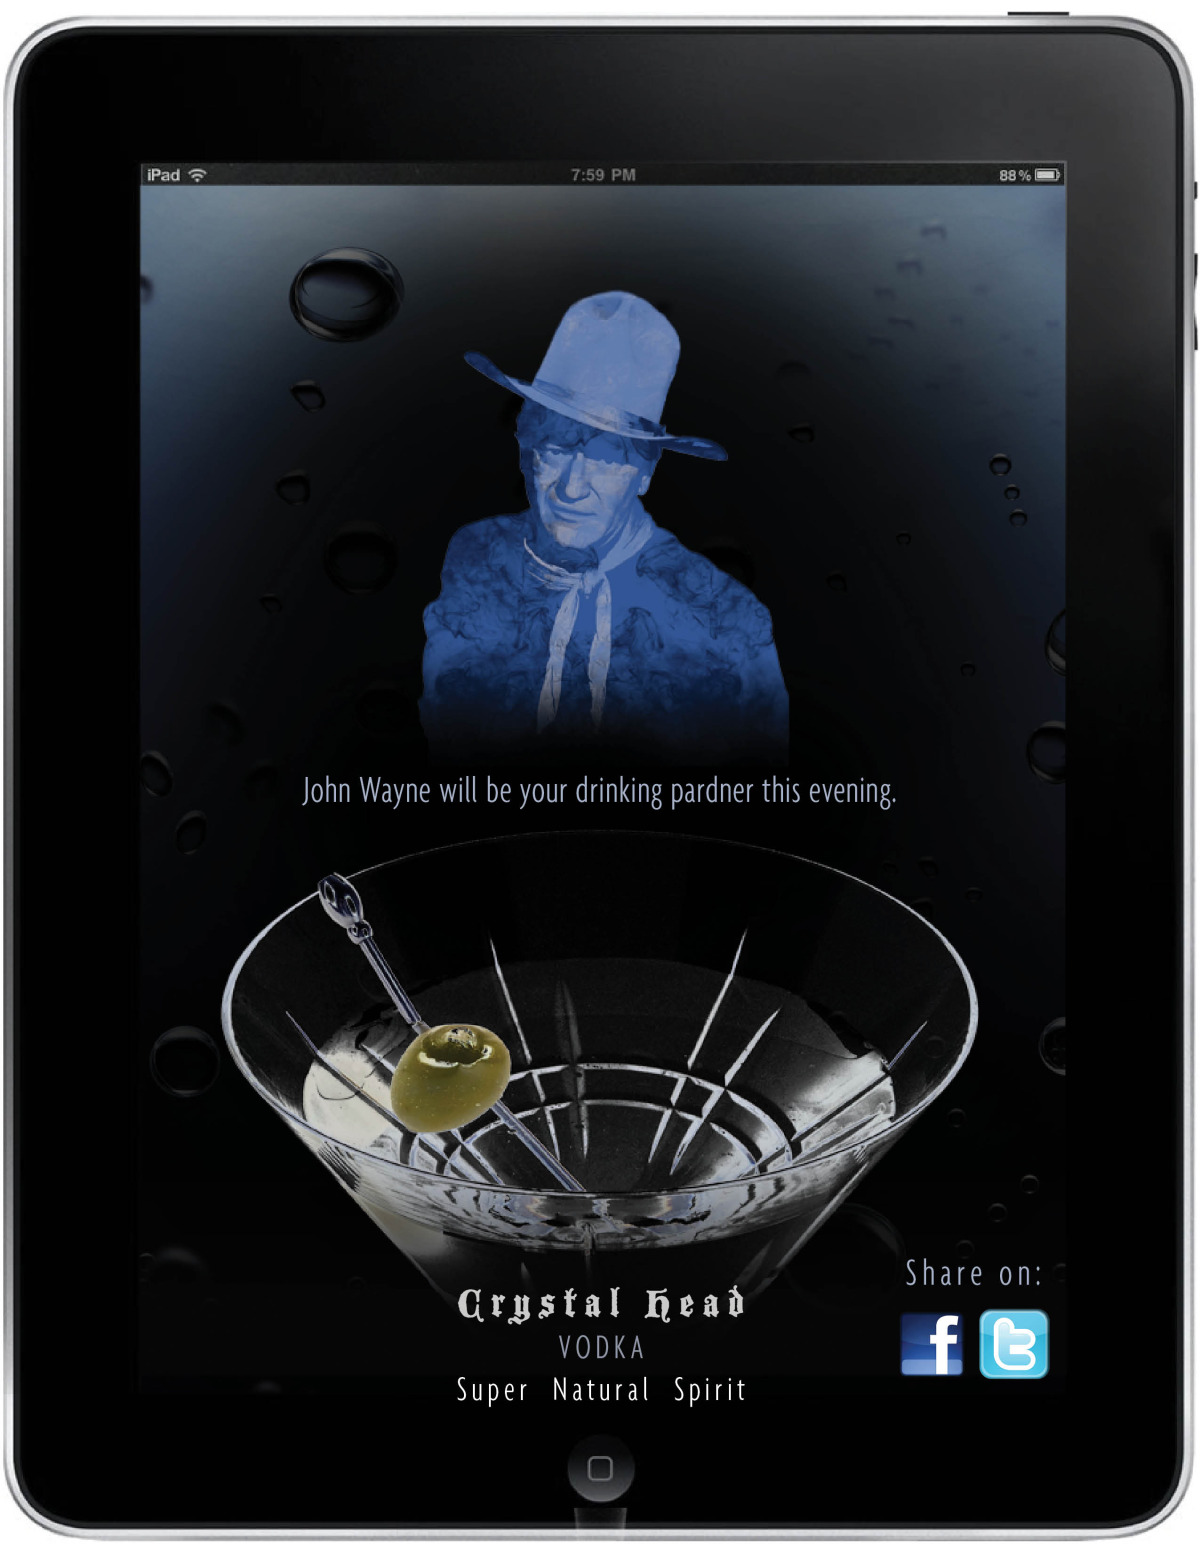 iPad
7:59 PM
88%
John Wayne will be your drinking pardner this evening.
Crystal Head
VODKA
Super Natural Spirit
Share on:
f
t